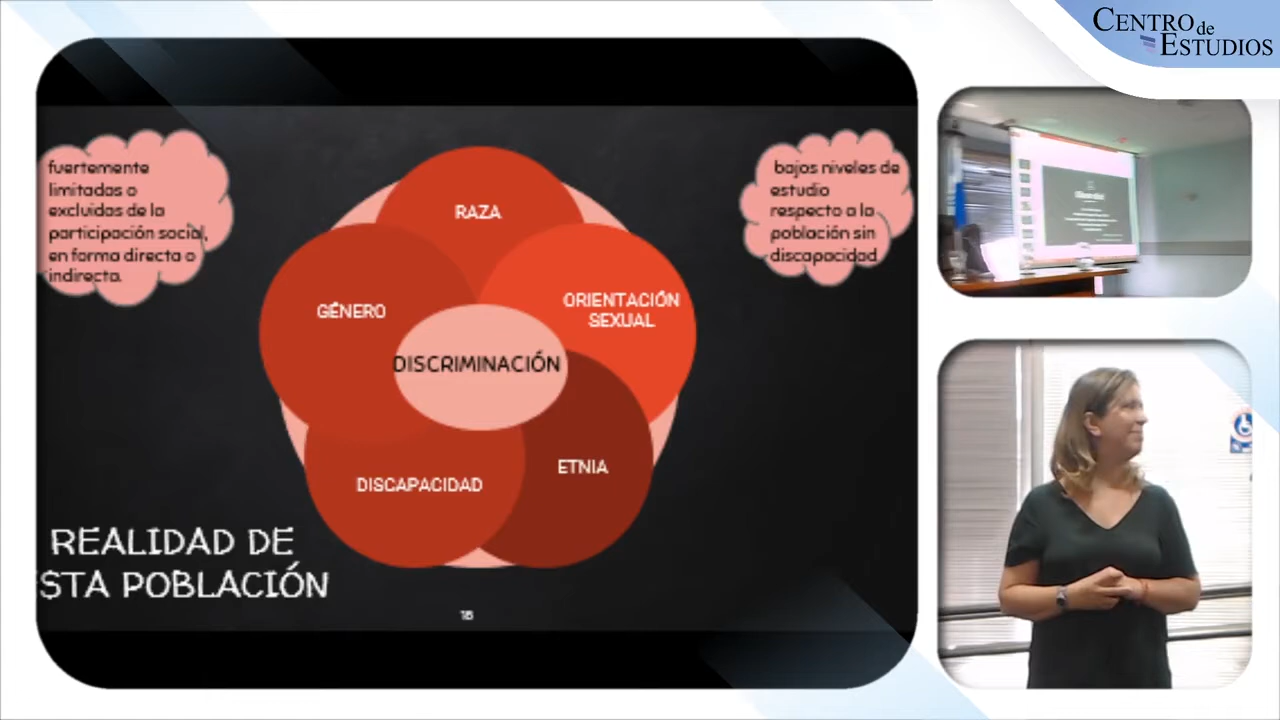 CENTRO de
ESTUDIOS
fuertemente
limitadas o
excluidas de la
participación social,
en forma directa o
indirecta.
bajos niveles de
estudio
respecto a la
población sin
discapacidad
RAZA
GÉNERO
ORIENTACIÓN
SEXUAL
DISCRIMINACIÓN
ETNIA
DISCAPACIDAD
REALIDAD DE
STA POBLACIÓN